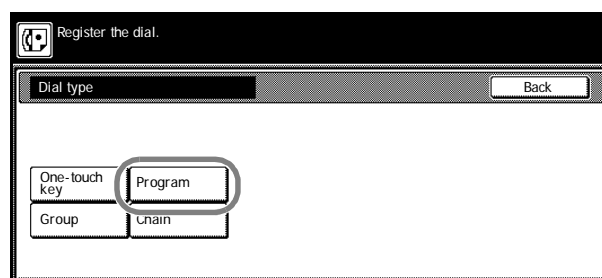 Register the dial.
Dial type
Back
One-touch
key
Program
Group
Chain